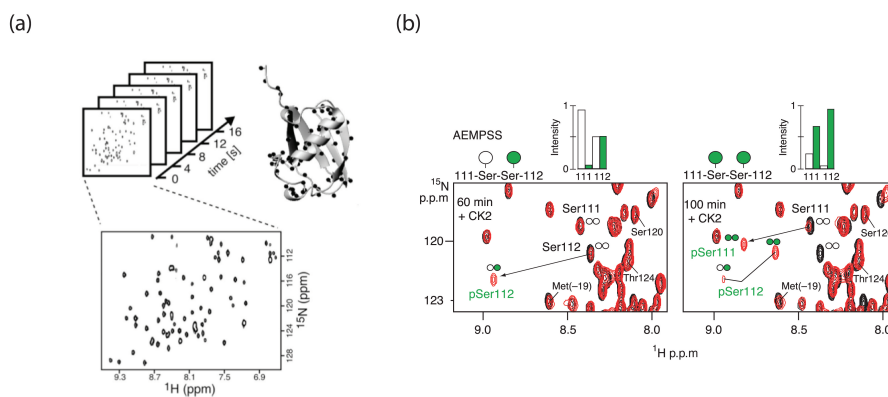 (a)
(b)
16
12
8
4
0
time [s]
112
116
120
124
128
15N (ppm)
9.3 8.7 8.1 7.5 6.9
1H (ppm)
AEMPSS
111-Ser-Ser-112
Intensity
1
0
111 112
15N
p.p.m
120
123
60 min
+ CK2
Ser111
Ser120
Ser112
pSer112
Thr124
Met(–19)
9.0 8.5 8.0
111-Ser-Ser-112
Intensity
1
0
111 112
100 min
+ CK2
Ser111
Ser120
pSer111
pSer112
Thr124
Met(–19)
9.0 8.5 8.0
1H p.p.m